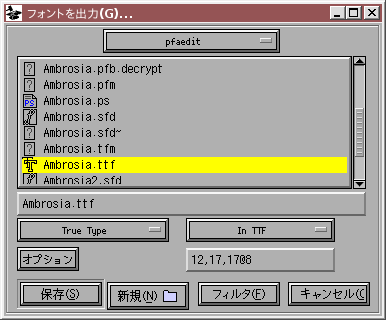 フォントを出力(G)...
pfaedit
Ambrosia.pfb.decrypt
Ambrosia.pfm
Ambrosia.ps
Ambrosia.sfd
Ambrosia.sfd~
Ambrosia.tfm
Ambrosia.ttf
Ambrosia2.sfd
Ambrosia.ttf
True Type In TTF
オプション 12,17,1708
保存(S) 新規(N) フィルタ(F) キャンセル(C